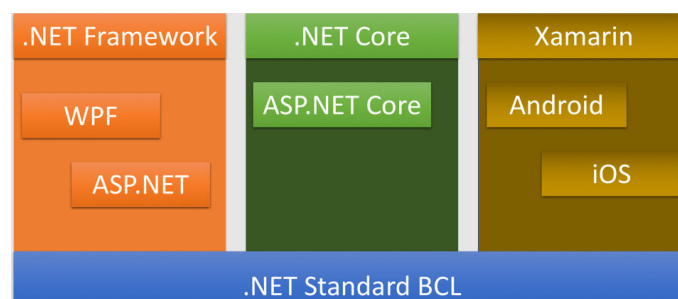 .NET Framework
.NET Core
Xamarin
WPF
ASP.NET
ASP.NET Core
Android
iOS
.NET Standard BCL